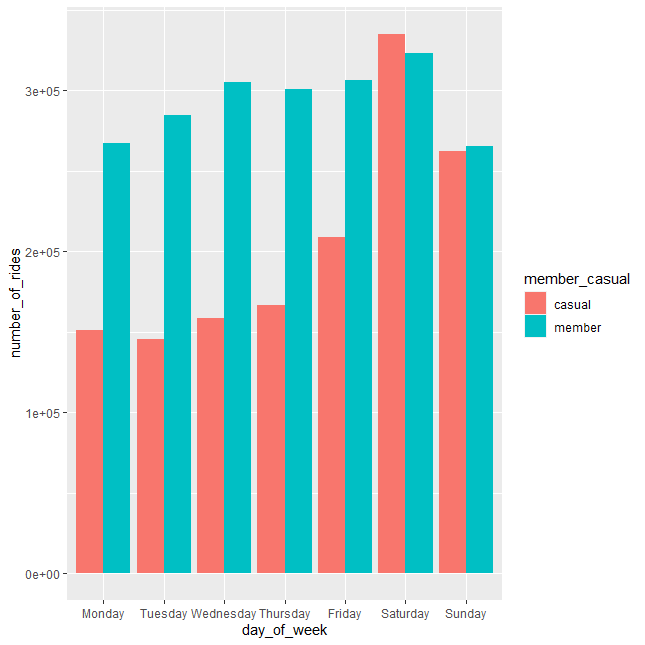 number_of_rides
3e+05
2e+05
1e+05
0e+00
Monday Tuesday Wednesday Thursday Friday Saturday Sunday
day_of_week
member_casual
casual
member